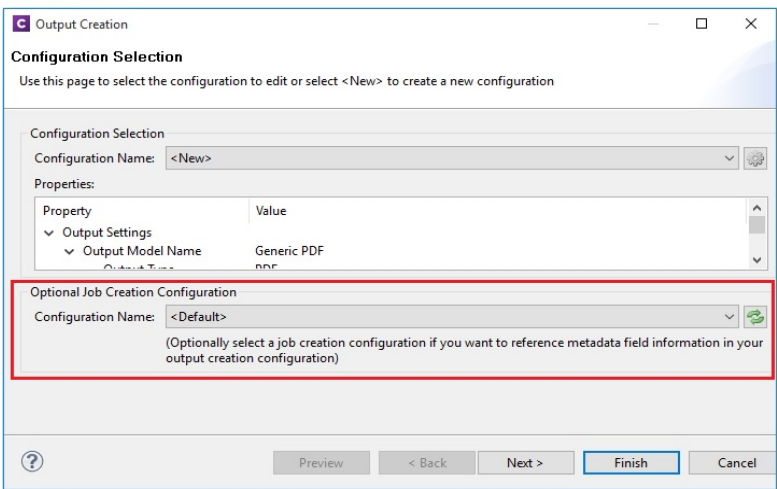 C Output Creation
Configuration Selection
Use this page to select the configuration to edit or select <New> to create a new configuration
Configuration Selection
Configuration Name: <New>
Properties:
Property Value
Output Settings
Output Model Name Generic PDF
Output Type PDF
Optional Job Creation Configuration
Configuration Name: <Default>
(Optionally select a job creation configuration if you want to reference metadata field information in your
output creation configuration)
? Preview < Back Next > Finish Cancel